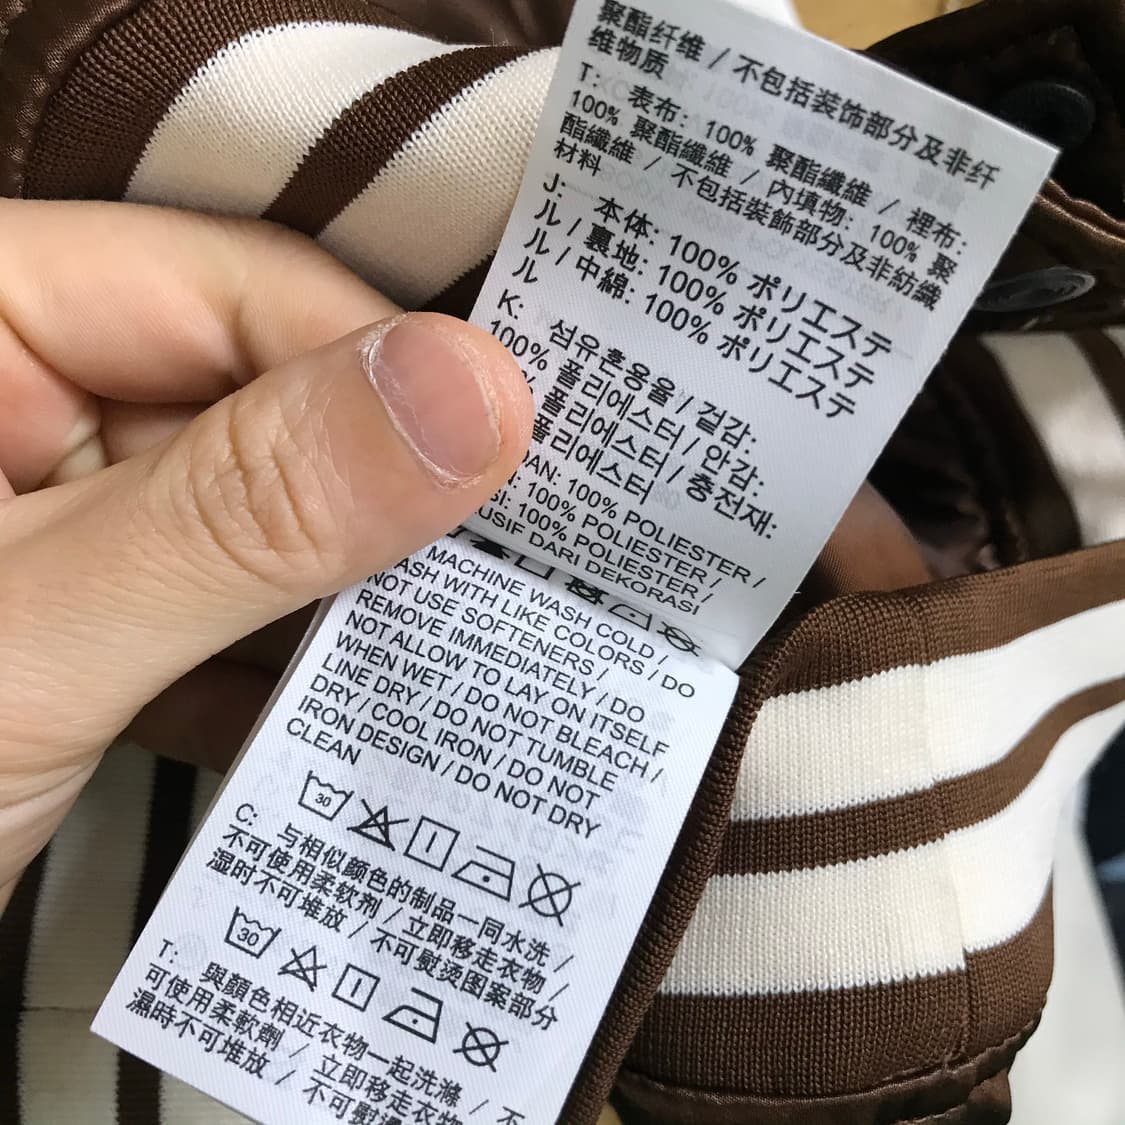 聚酯纤维 / 不包括装饰部分及非纤
维物质
T: 表布: 100% 聚酯纖維 / 裡布:
100% 聚酯纖維 / 內填物: 100% 聚
酯纖維 / 不包括裝飾部分及非紡織
材料
J: 本体: 100% ポリエステ
ル / 裏地: 100% ポリエステ
ル / 中綿: 100% ポリエステ
ル
K: 섬유혼용율 / 겉감:
100% 폴리에스터 / 안감:
폴리에스터 / 충전재:
폴리에스터
100% POLIESTER /
100% POLIESTER /
100% POLIESTER /
DARI DEKORASI
MACHINE WASH COLD /
WASH WITH LIKE COLORS / DO
NOT USE SOFTENERS /
REMOVE IMMEDIATELY / DO
NOT ALLOW TO LAY ON ITSELF
WHEN WET / DO NOT BLEACH /
LINE DRY / DO NOT TUMBLE
DRY / COOL IRON / DO NOT
IRON DESIGN / DO NOT DRY
CLEAN
30
C: 与相似颜色的制品一同水洗 /
不可使用柔软剂 / 立即移走衣物 /
湿时不可堆放 / 不可熨烫图案部分
30
T: 與顏色相近衣物一起洗滌 / 不
可使用柔軟劑 / 立即移走衣物
濕時不可堆放 / 不可熨